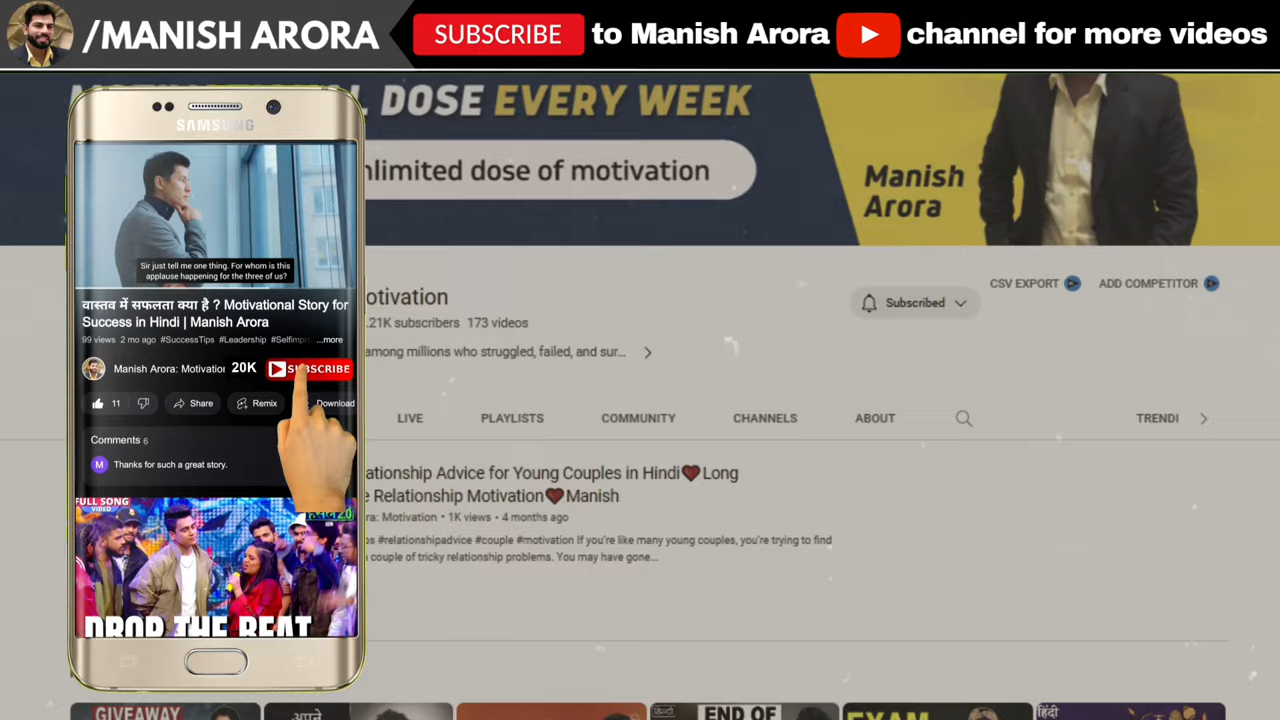 /MANISH ARORA
SUBSCRIBE to Manish Arora channel for more videos
DOSE EVERY WEEK
nlimited dose of motivation
Manish
Arora
SAMSUNG
Sir just tell me one thing. For whom is this
applause happening for the three of us?
वास्तव में सफलता क्या है ? Motivational Story for
Success in Hindi | Manish Arora
99 views 2 mo ago #SuccessTips #Leadership #Selfimpr ...more
Manish Arora: Motivation 20K SUBSCRIBE
11 Share Remix Download
Comments 6
M Thanks for such a great story.
FULL SONG
VIDEO
DROP THE BEAT
otivation
.21K subscribers 173 videos
among millions who struggled, failed, and sur...
Subscribed
CSV EXPORT ADD COMPETITOR
LIVE PLAYLISTS COMMUNITY CHANNELS ABOUT TRENDI
ationship Advice for Young Couples in Hindi❤Long
e Relationship Motivation❤Manish
ra: Motivation • 1K views • 4 months ago
os #relationshipadvice #couple #motivation If you're like many young couples, you're trying to find
a couple of tricky relationship problems. You may have gone...
GIVEAWAY
अपने
हिंदी
END OF
EXAM
हिंदी